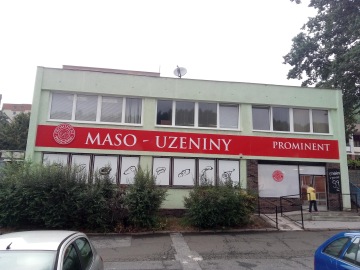 MASO - UZENINY PROMINENT